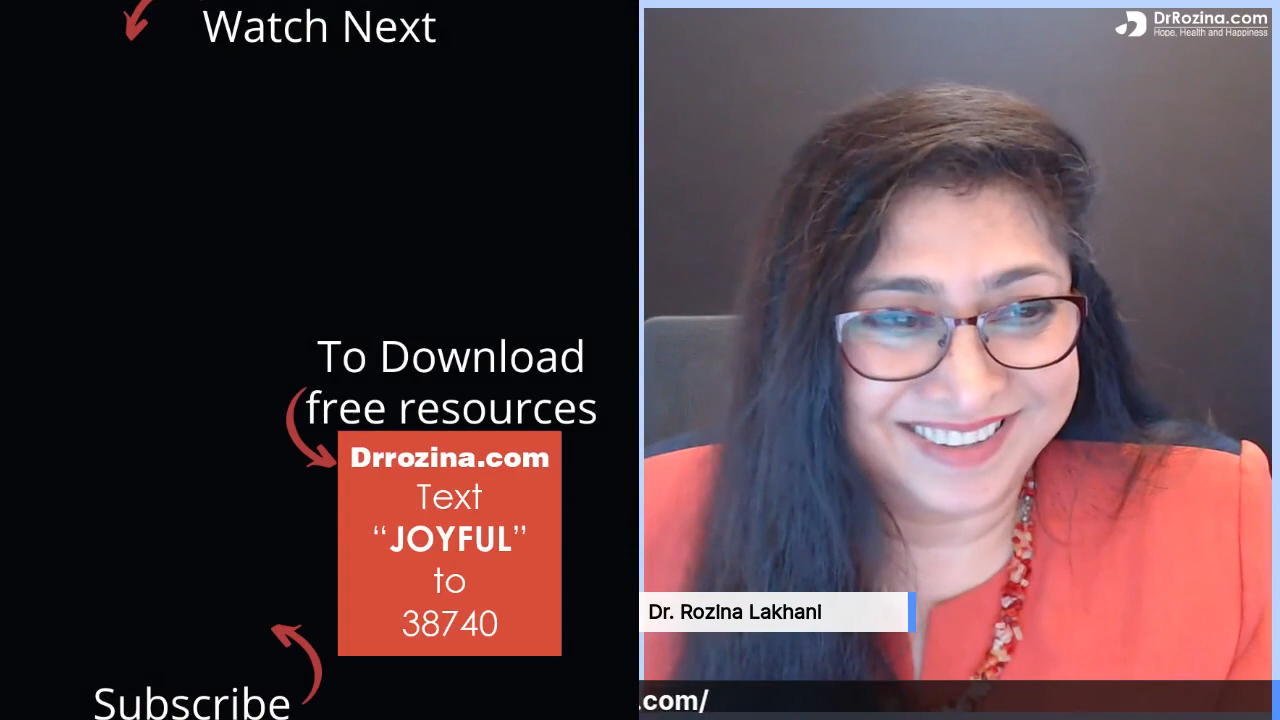 Watch Next
To Download
free resources
Drrozina.com
Text
“JOYFUL”
to
38740
Subscribe
DrRozina.com
Hope, Health and Happiness
Dr. Rozina Lakhani
.com/